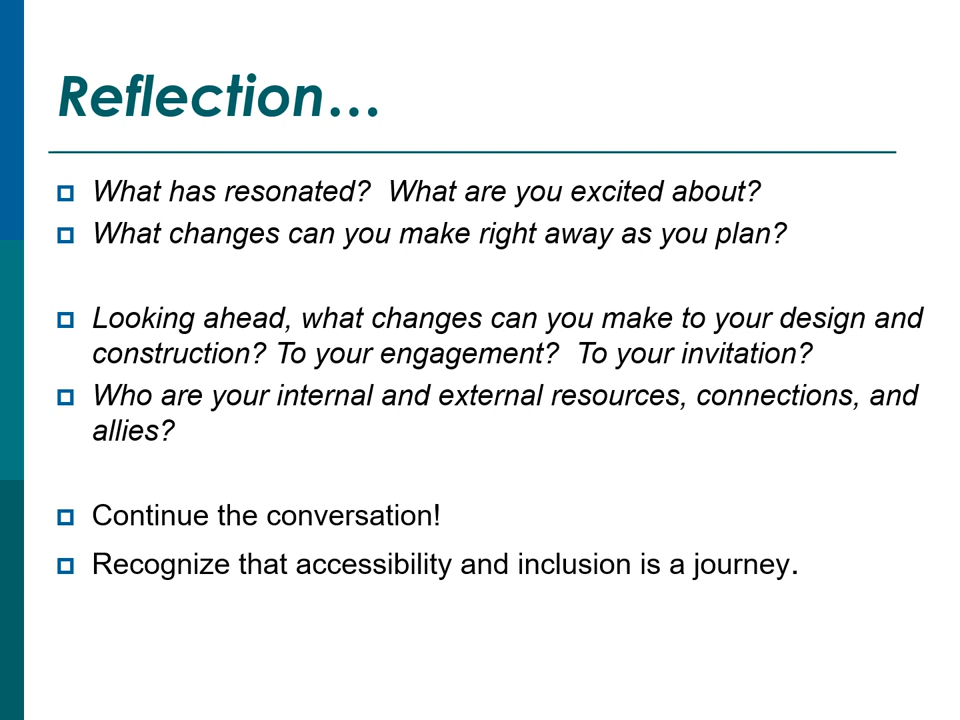 Reflection…
What has resonated?  What are you excited about?
What changes can you make right away as you plan?
Looking ahead, what changes can you make to your design and
construction? To your engagement?  To your invitation?
Who are your internal and external resources, connections, and
allies?
Continue the conversation!
Recognize that accessibility and inclusion is a journey.